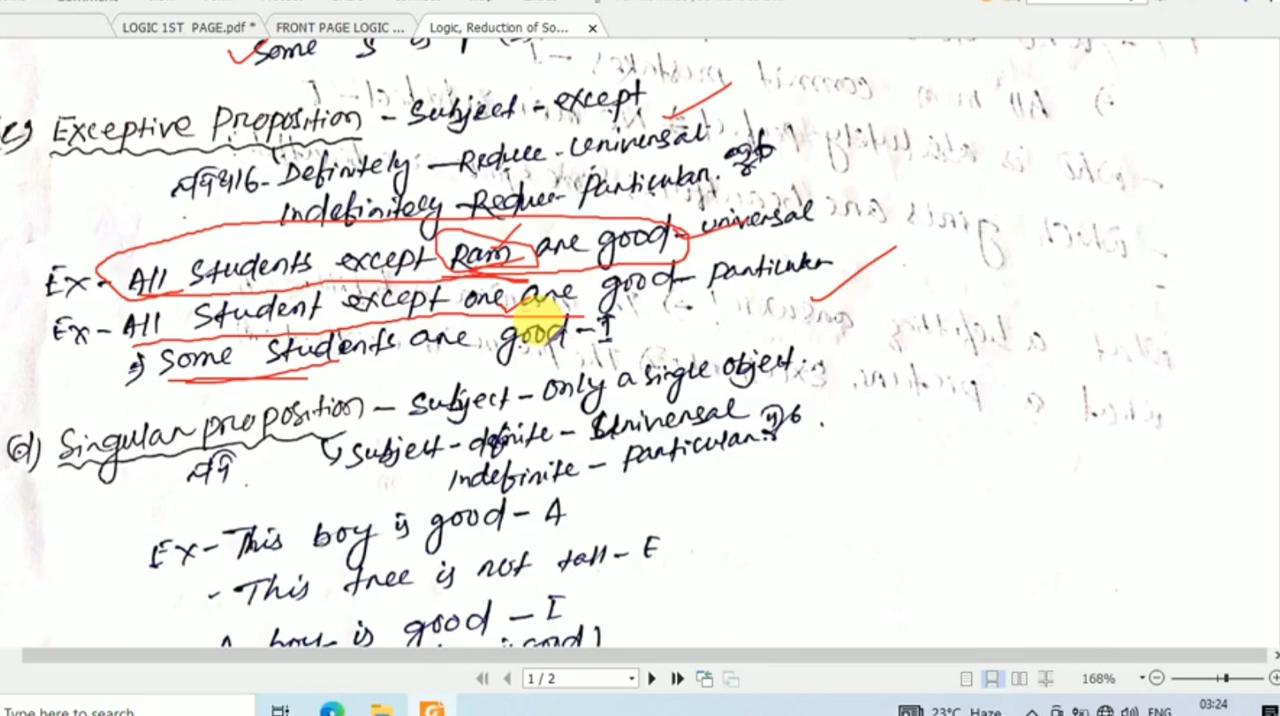 LOGIC 1ST PAGE.pdf * FRONT PAGE LOGIC ... Logic, Reduction of So... ×
Some S is P
c) Exceptive Proposition - Subject - except
Definitely - Reduce - Universal
Indefinitely - Reduce - Particular.
Ex - All Students except Ram are good - universal
Ex - All Student except one are good - particular
Some Students are good - I
(d) Singular proposition - Subject - only a single object.
Subject - definite - Universal
Indefinite - Particular
Ex - This boy is good - A
- This tree is not tall - E
A boy is good - I
1 / 2 168%
Type here to search 23°C Haze ENG 03:24